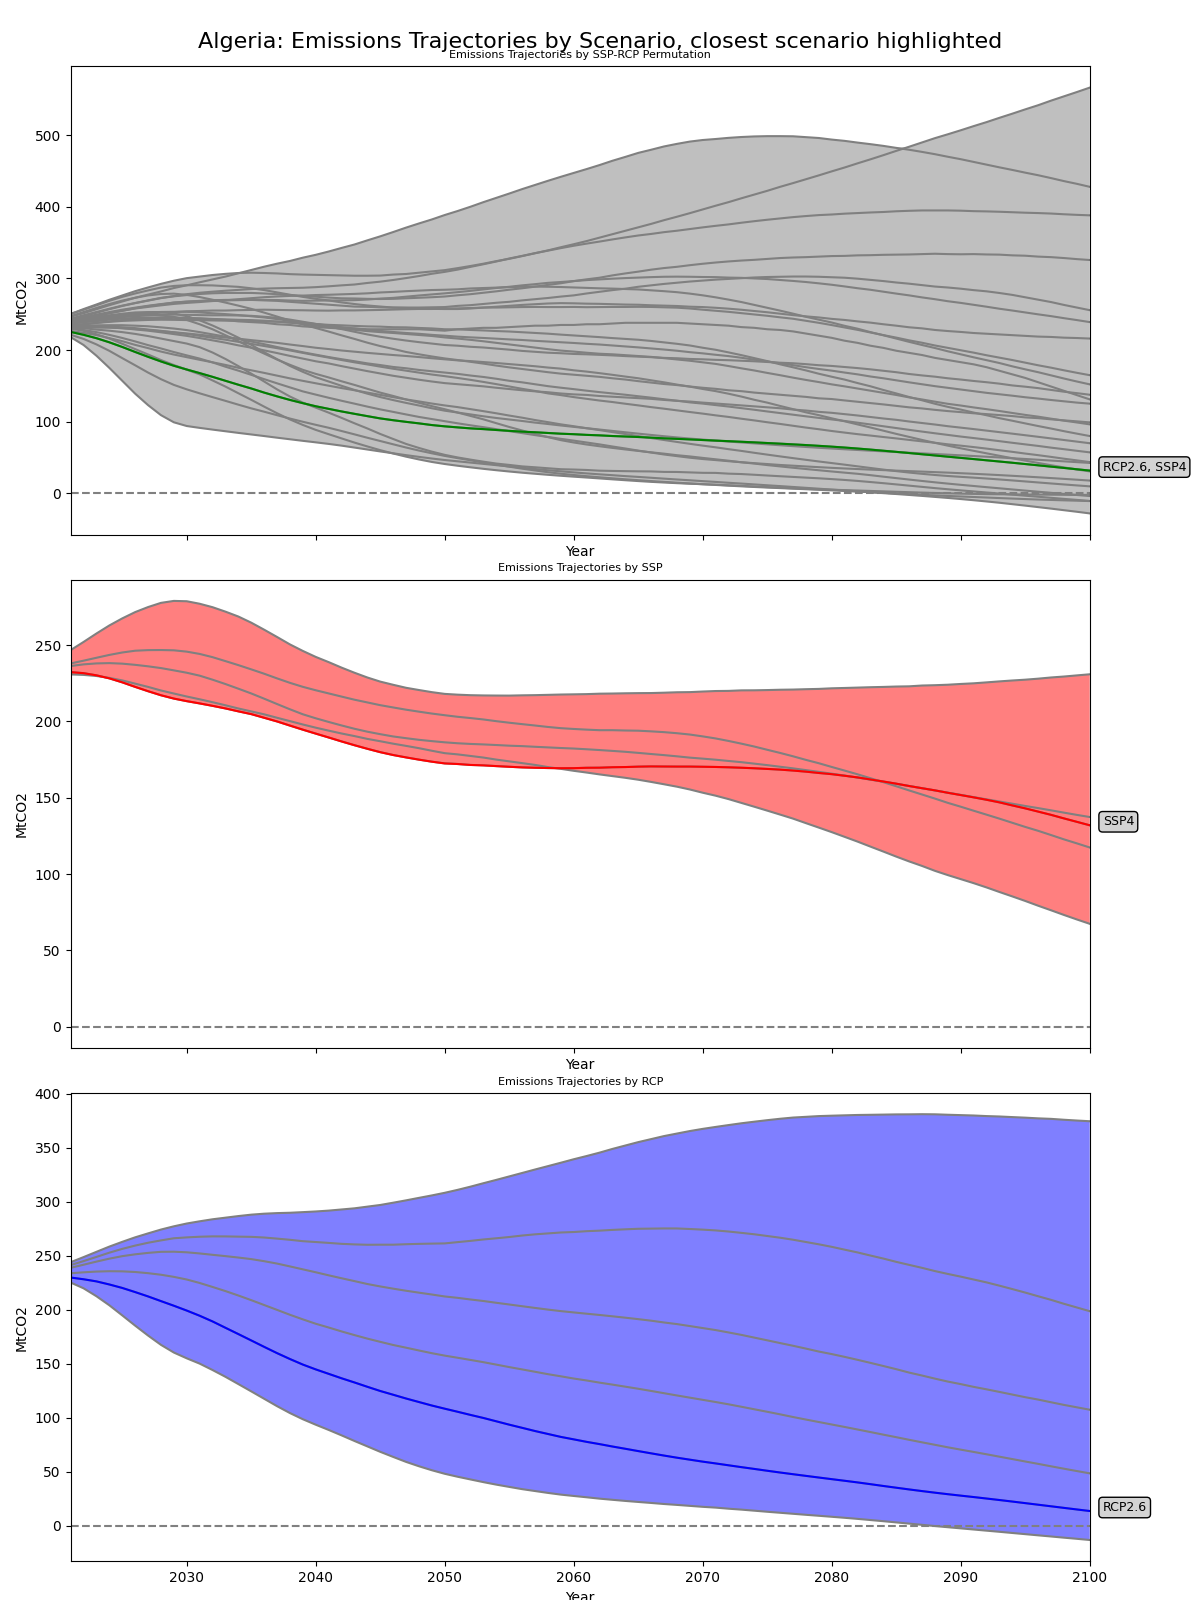 Algeria: Emissions Trajectories by Scenario, closest scenario highlighted
Emissions Trajectories by SSP-RCP Permutation
MtCO2
500
400
300
200
100
0
RCP2.6, SSP4
Year
Emissions Trajectories by SSP
MtCO2
250
200
150
100
50
0
SSP4
Year
Emissions Trajectories by RCP
MtCO2
400
350
300
250
200
150
100
50
0
RCP2.6
2030 2040 2050 2060 2070 2080 2090 2100
Year